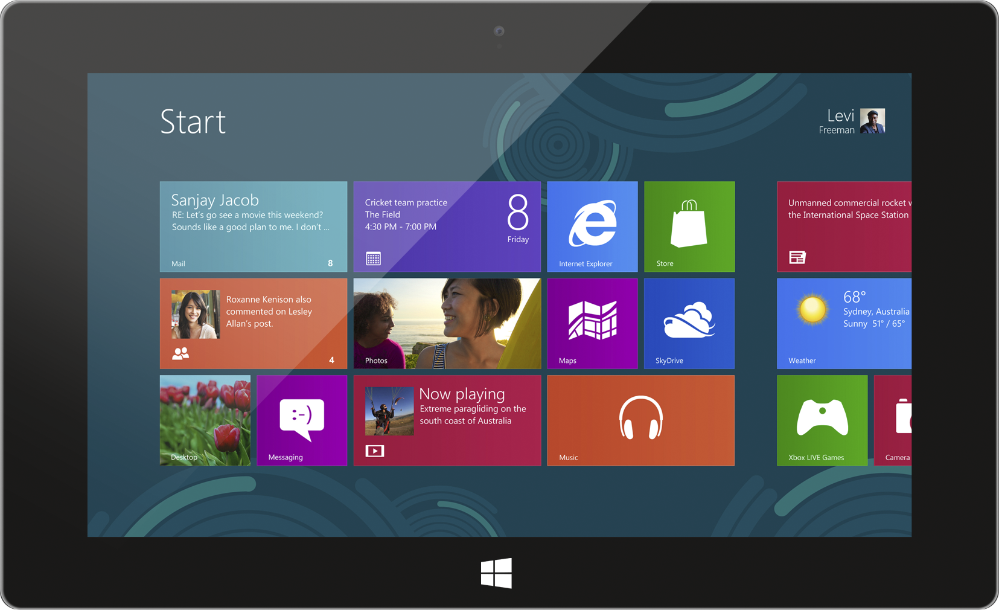 Start
Levi
Freeman
Sanjay Jacob
RE: Let's go see a movie this weekend?
Sounds like a good plan to me. I don't ...
Mail
8
Cricket team practice
The Field
4:30 PM - 7:00 PM
8
Friday
Internet Explorer
Store
Unmanned commercial rocket
the International Space Station
Roxanne Kenison also
commented on Lesley
Allan's post.
4
Photos
Maps
SkyDrive
68°
Sydney, Australia
Sunny 51° / 65°
Weather
Desktop
:-)
Messaging
Now playing
Extreme paragliding on the
south coast of Australia
Music
Xbox LIVE Games
Camera